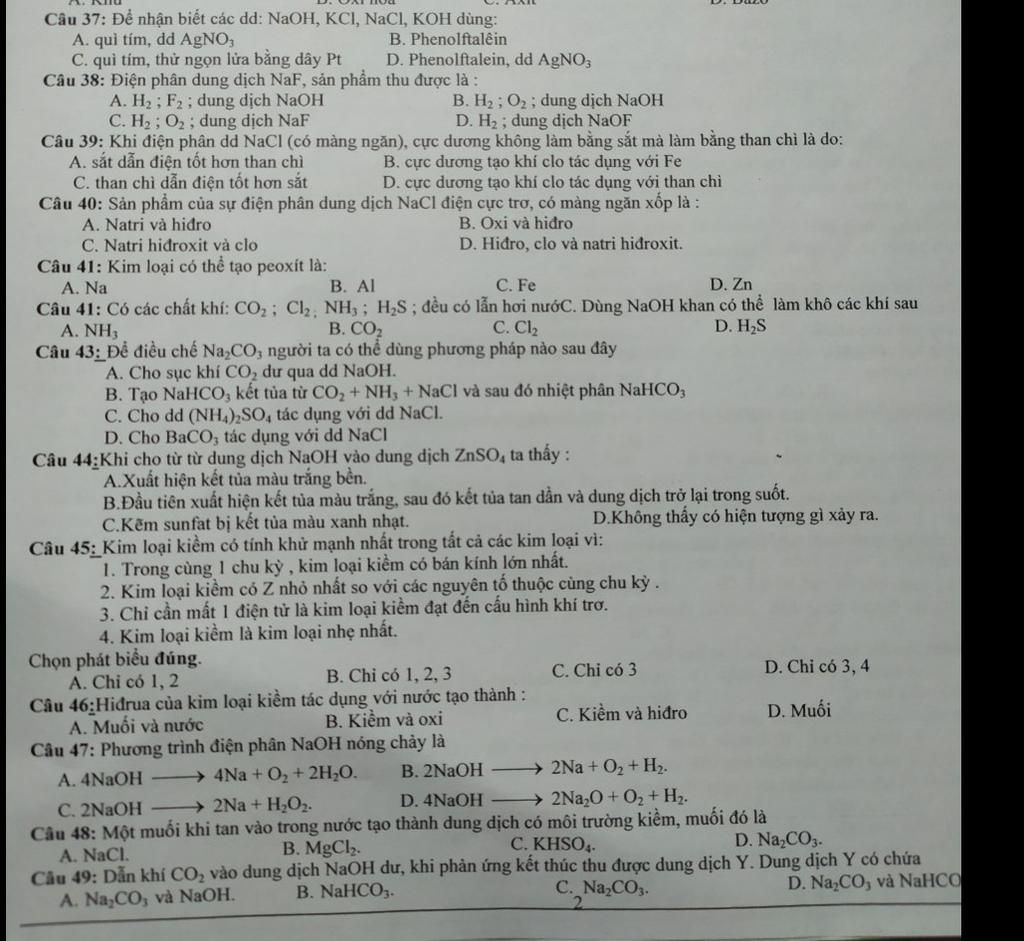 Câu 37: Để nhận biết các dd: NaOH, KCl, NaCl, KOH dùng:
A. quì tím, dd AgNO₃ B. Phenolftalêin
C. quì tím, thử ngọn lửa bằng dây Pt D. Phenolftalein, dd AgNO₃
Câu 38: Điện phân dung dịch NaF, sản phẩm thu được là :
A. H₂ ; F₂ ; dung dịch NaOH B. H₂ ; O₂ ; dung dịch NaOH
C. H₂ ; O₂ ; dung dịch NaF D. H₂ ; dung dịch NaOF
Câu 39: Khi điện phân dd NaCl (có màng ngăn), cực dương không làm bằng sắt mà làm bằng than chì là do:
A. sắt dẫn điện tốt hơn than chì B. cực dương tạo khí clo tác dụng với Fe
C. than chì dẫn điện tốt hơn sắt D. cực dương tạo khí clo tác dụng với than chì
Câu 40: Sản phẩm của sự điện phân dung dịch NaCl điện cực trơ, có màng ngăn xốp là :
A. Natri và hiđro B. Oxi và hiđro
C. Natri hiđroxit và clo D. Hiđro, clo và natri hiđroxit.
Câu 41: Kim loại có thể tạo peoxít là:
A. Na B. Al C. Fe D. Zn
Câu 41: Có các chất khí: CO₂ ; Cl₂ ; NH₃ ; H₂S ; đều có lẫn hơi nướC. Dùng NaOH khan có thể làm khô các khí sau
A. NH₃ B. CO₂ C. Cl₂ D. H₂S
Câu 43: Để điều chế Na₂CO₃ người ta có thể dùng phương pháp nào sau đây
A. Cho sục khí CO₂ dư qua dd NaOH.
B. Tạo NaHCO₃ kết tủa từ CO₂ + NH₃ + NaCl và sau đó nhiệt phân NaHCO₃
C. Cho dd (NH₄)₂SO₄ tác dụng với dd NaCl.
D. Cho BaCO₃ tác dụng với dd NaCl
Câu 44:Khi cho từ từ dung dịch NaOH vào dung dịch ZnSO₄ ta thấy :
A.Xuất hiện kết tủa màu trắng bền.
B.Đầu tiên xuất hiện kết tủa màu trắng, sau đó kết tủa tan dần và dung dịch trở lại trong suốt.
C.Kẽm sunfat bị kết tủa màu xanh nhạt. D.Không thấy có hiện tượng gì xảy ra.
Câu 45: Kim loại kiềm có tính khử mạnh nhất trong tất cả các kim loại vì:
1. Trong cùng 1 chu kỳ , kim loại kiềm có bán kính lớn nhất.
2. Kim loại kiềm có Z nhỏ nhất so với các nguyên tố thuộc cùng chu kỳ .
3. Chỉ cần mất 1 điện tử là kim loại kiềm đạt đến cấu hình khí trơ.
4. Kim loại kiềm là kim loại nhẹ nhất.
Chọn phát biểu đúng.
A. Chỉ có 1, 2 B. Chỉ có 1, 2, 3 C. Chỉ có 3 D. Chỉ có 3, 4
Câu 46:Hiđrua của kim loại kiềm tác dụng với nước tạo thành :
A. Muối và nước B. Kiềm và oxi C. Kiềm và hiđro D. Muối
Câu 47: Phương trình điện phân NaOH nóng chảy là
A. 4NaOH ⟶ 4Na + O₂ + 2H₂O. B. 2NaOH ⟶ 2Na + O₂ + H₂.
C. 2NaOH ⟶ 2Na + H₂O₂. D. 4NaOH ⟶ 2Na₂O + O₂ + H₂.
Câu 48: Một muối khi tan vào trong nước tạo thành dung dịch có môi trường kiềm, muối đó là
A. NaCl. B. MgCl₂. C. KHSO₄. D. Na₂CO₃.
Câu 49: Dẫn khí CO₂ vào dung dịch NaOH dư, khi phản ứng kết thúc thu được dung dịch Y. Dung dịch Y có chứa
A. Na₂CO₃ và NaOH. B. NaHCO₃. C. Na₂CO₃. D. Na₂CO₃ và NaHCO
2